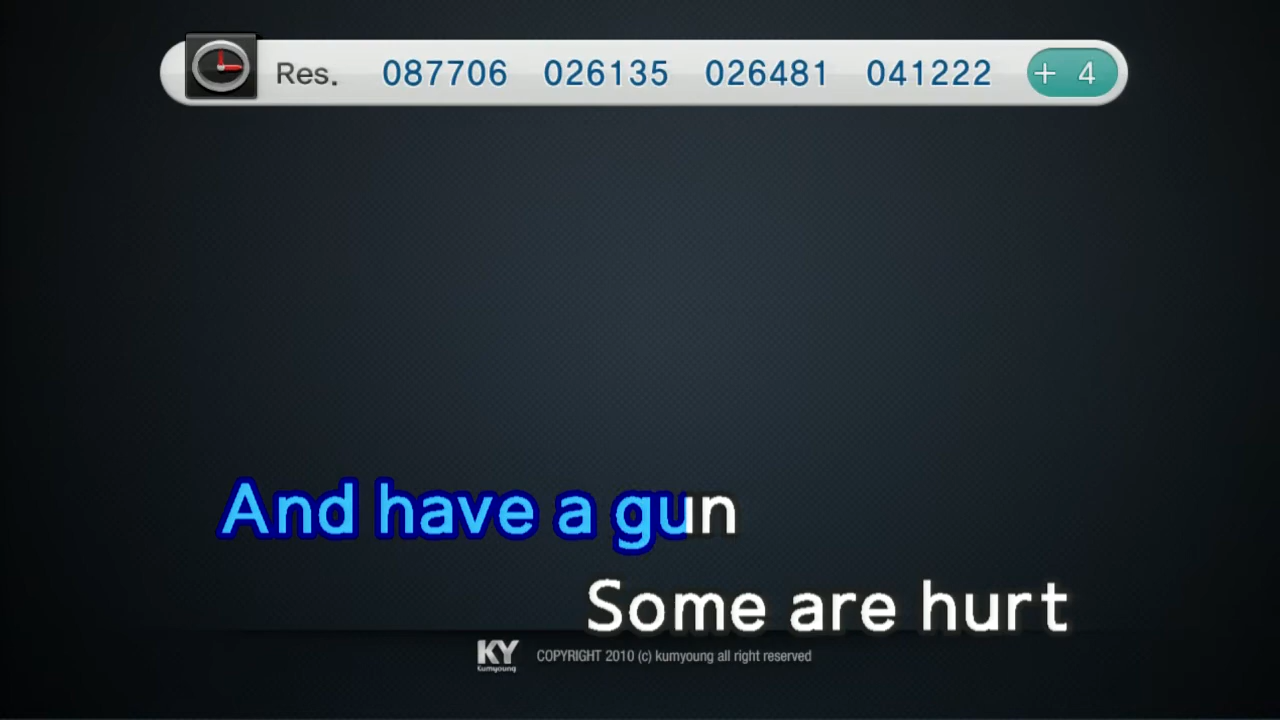 Res. 087706 026135 026481 041222 + 4
And have a gun
Some are hurt
KY Kumyoung COPYRIGHT 2010 (c) kumyoung all right reserved